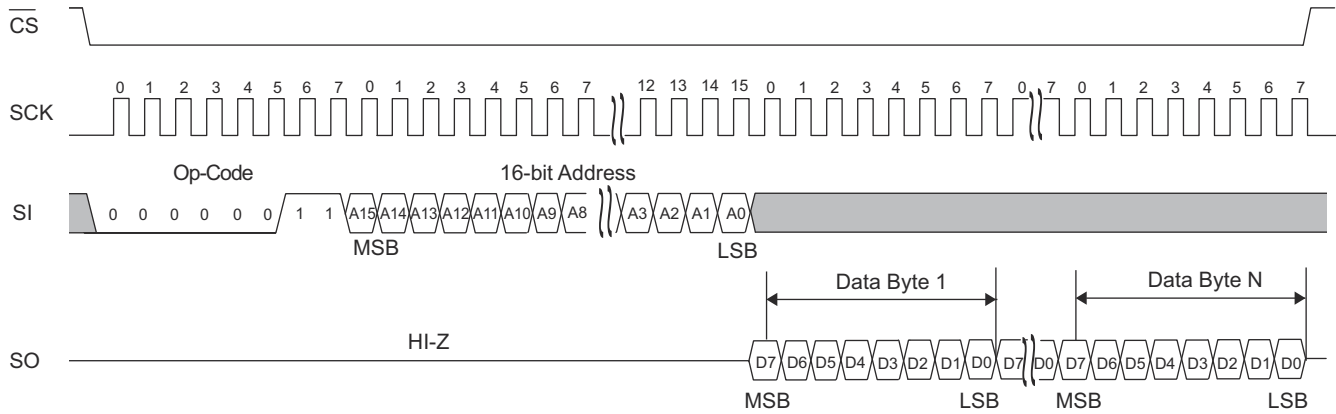 CS
0 1 2 3 4 5 6 7 0 1 2 3 4 5 6 7 12 13 14 15 0 1 2 3 4 5 6 7 0 7 0 1 2 3 4 5 6 7
SCK
Op-Code 16-bit Address
SI 0 0 0 0 0 0 1 1 A15 A14 A13 A12 A11 A10 A9 A8 A3 A2 A1 A0
MSB LSB
Data Byte 1 Data Byte N
HI-Z
SO D7 D6 D5 D4 D3 D2 D1 D0 D7 D0 D7 D6 D5 D4 D3 D2 D1 D0
MSB LSB MSB LSB